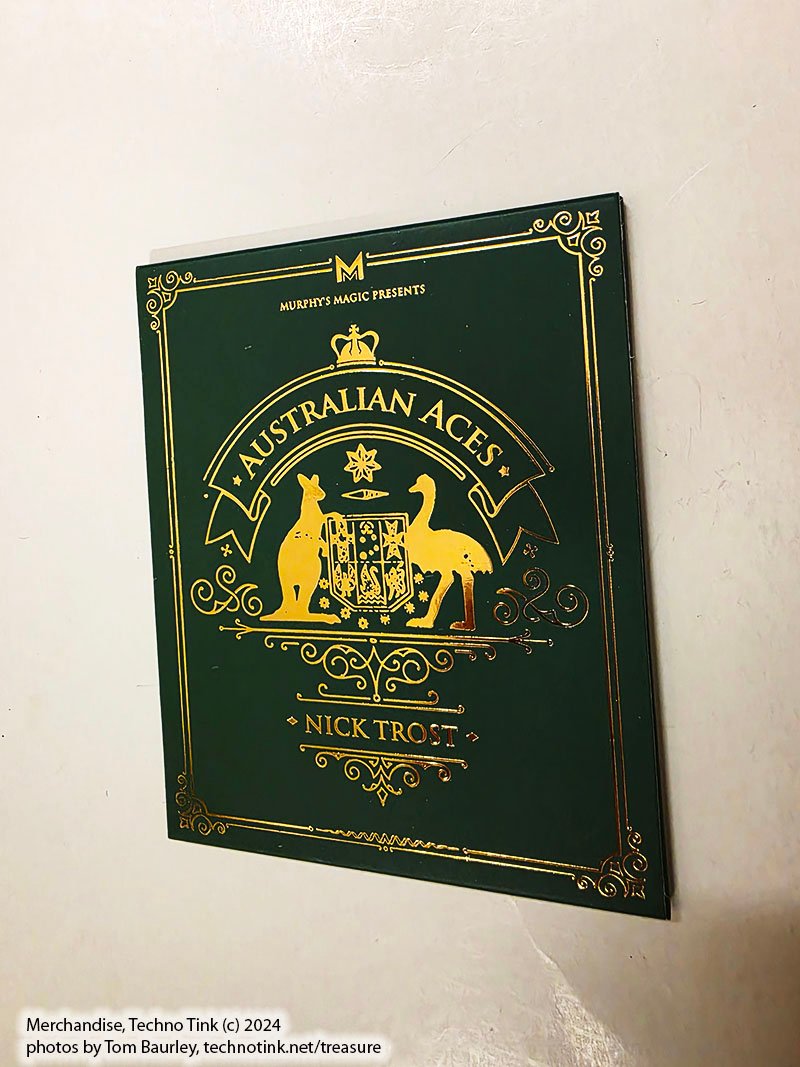 M
MURPHY'S MAGIC PRESENTS
AUSTRALIAN ACES
NICK TROST
Merchandise, Techno Tink (c) 2024
photos by Tom Baurley, technotink.net/treasure